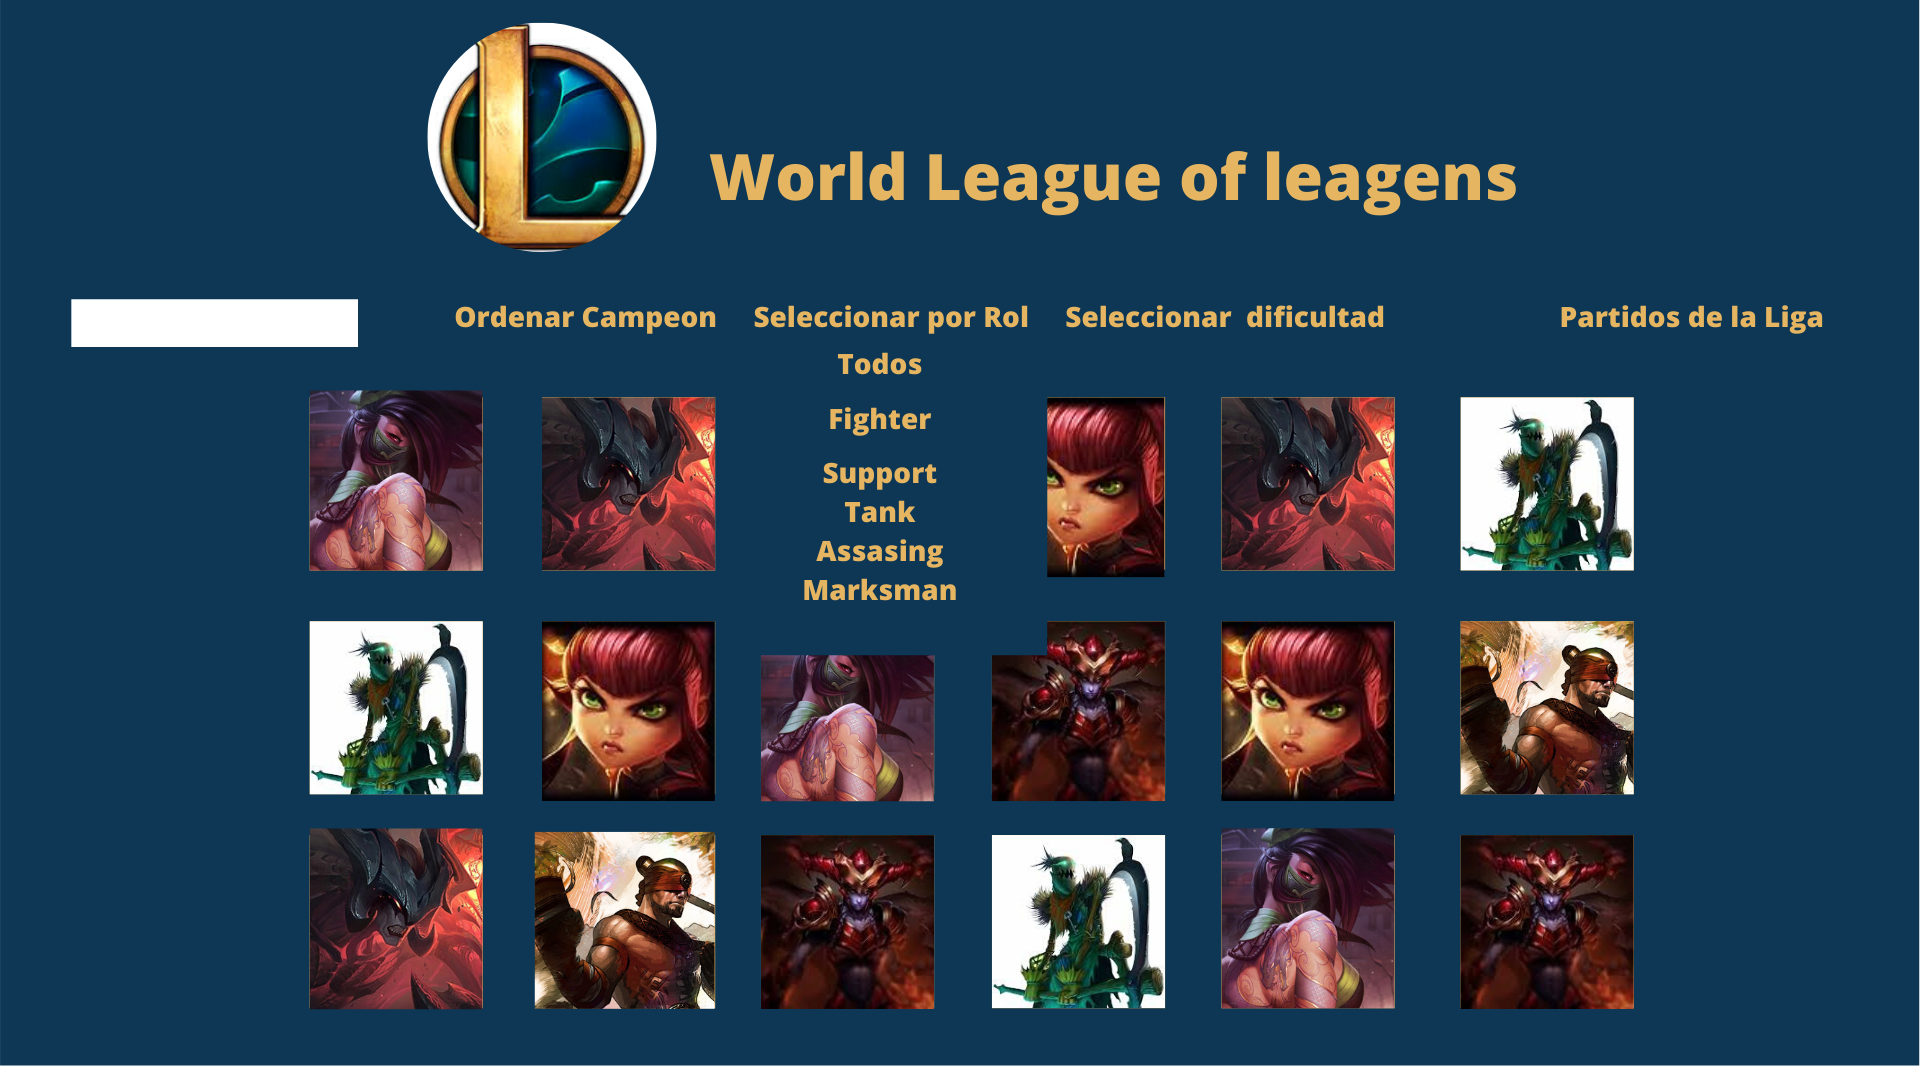 World League of leagens
Ordenar Campeon
Seleccionar por Rol
Seleccionar  dificultad
Partidos de la Liga
Todos
Fighter
Support
Tank
Assasing
Marksman